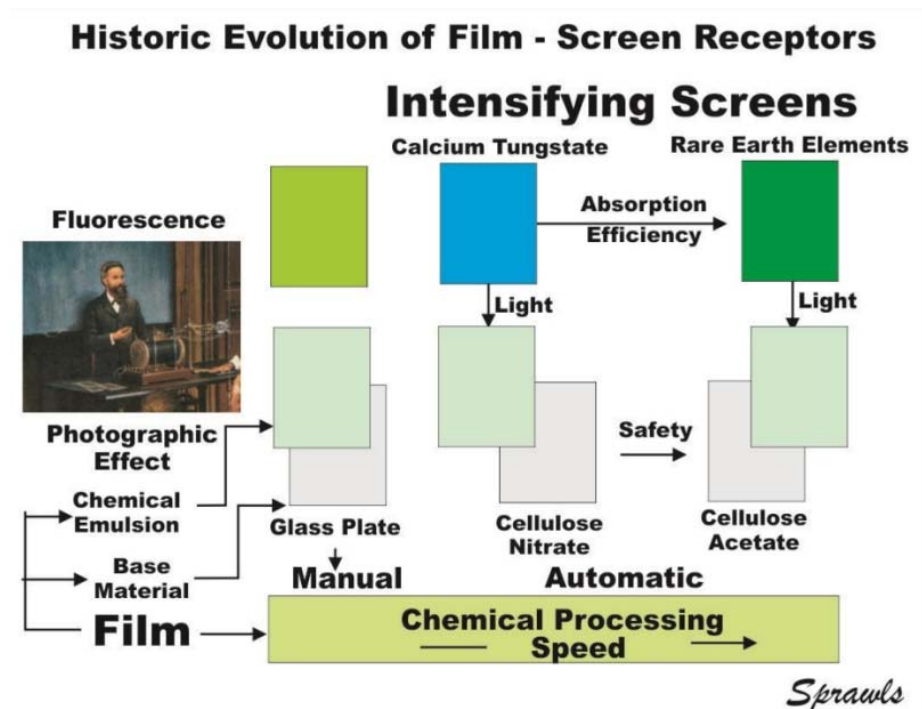 Historic Evolution of Film - Screen Receptors
Intensifying Screens
Calcium Tungstate
Rare Earth Elements
Fluorescence
Absorption
Efficiency
Light
Light
Photographic
Effect
Safety
Chemical
Emulsion
Glass Plate
Cellulose
Nitrate
Cellulose
Acetate
Base
Material
Manual
Automatic
Film
Chemical Processing
Speed
Sprawls